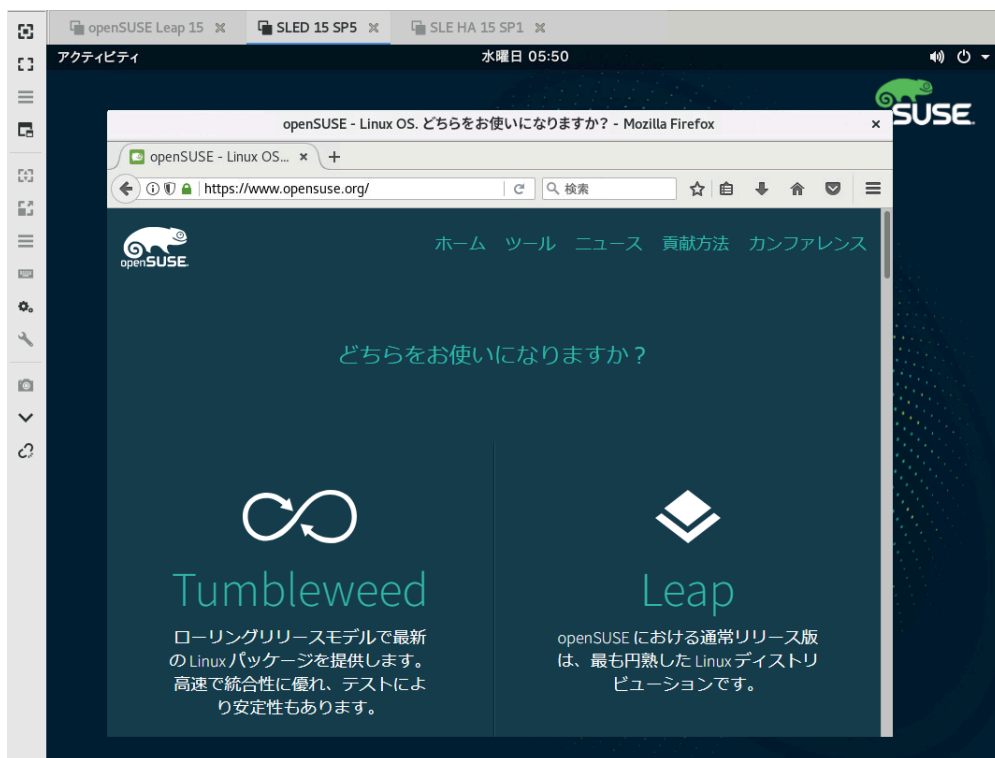 openSUSE Leap 15
SLED 15 SP5
SLE HA 15 SP1
アクティビティ
水曜日 05:50
SUSE
openSUSE - Linux OS. どちらをお使いになりますか？ - Mozilla Firefox
openSUSE - Linux OS...
https://www.opensuse.org/
検索
openSUSE.
ホーム ツール ニュース 貢献方法 カンファレンス
どちらをお使いになりますか？
Tumbleweed
ローリングリリースモデルで最新
の Linux パッケージを提供します。
高速で統合性に優れ、テストによ
り安定性もあります。
Leap
openSUSE における通常リリース版
は、最も円熟した Linux ディストリ
ビューションです。